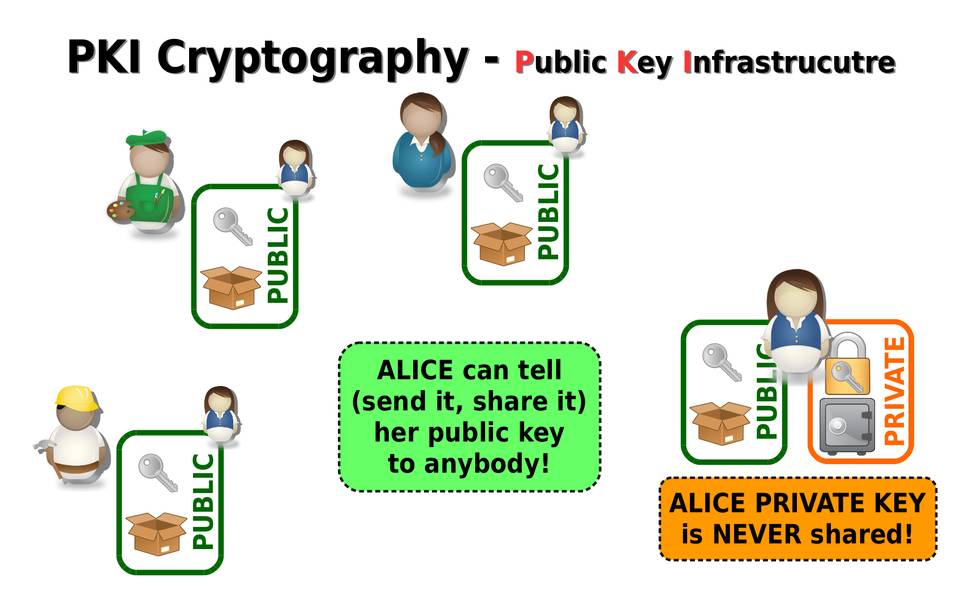 PKI Cryptography - Public Key Infrastrucutre
PUBLIC
PUBLIC
PUBLIC
PRIVATE
ALICE can tell
(send it, share it)
her public key
to anybody!
PUBLIC
ALICE PRIVATE KEY
is NEVER shared!